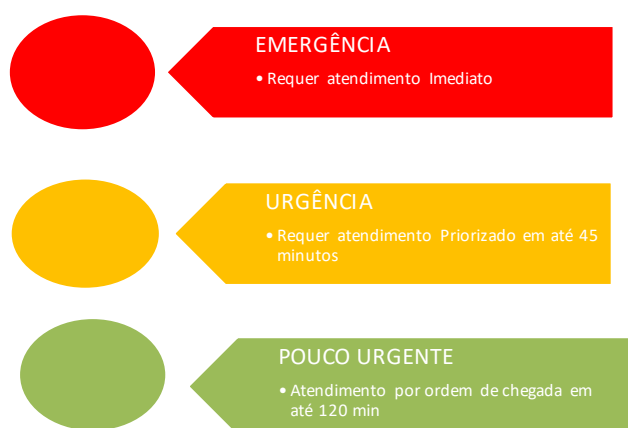 EMERGÊNCIA
• Requer atendimento Imediato
URGÊNCIA
• Requer atendimento Priorizado em até 45
minutos
POUCO URGENTE
• Atendimento por ordem de chegada em
até 120 min